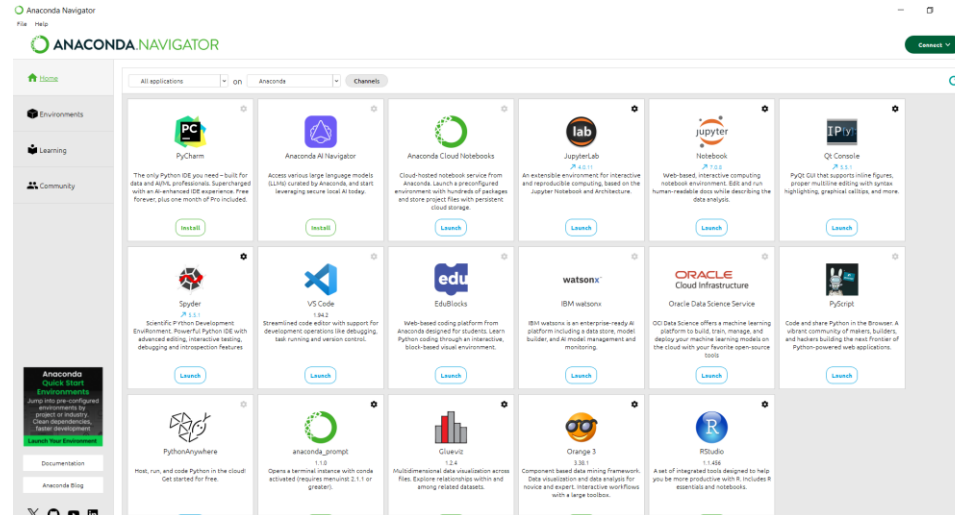 Anaconda Navigator
File Help
ANACONDA.NAVIGATOR
Connect
Home
Environments
Learning
Community
All applications
on
Anaconda
Channels
PC
PyCharm
The only Python IDE you need – built for
data and AI/ML professionals. Supercharged
with an AI-enhanced IDE experience. Free
forever, plus one month of Pro included.
Install
Anaconda AI Navigator
Access various large language models
(LLMs) curated by Anaconda, and start
leveraging secure local AI today.
Install
Anaconda Cloud Notebooks
Cloud-hosted notebook service from
Anaconda. Launch a preconfigured
environment with hundreds of packages
and store project files with persistent
cloud storage.
Launch
lab
JupyterLab
4.0.11
An extensible environment for interactive
and reproducible computing, based on the
Jupyter Notebook and Architecture.
Launch
jupyter
Notebook
7.0.8
Web-based, interactive computing
notebook environment. Edit and run
human-readable docs while describing the
data analysis.
Launch
IP[y]:
Qt Console
5.5.1
PyQt GUI that supports inline figures,
proper multiline editing with syntax
highlighting, graphical calltips, and more.
Launch
Spyder
5.5.1
Scientific PYthon Development
EnviRonment. Powerful Python IDE with
advanced editing, interactive testing,
debugging and introspection features
Launch
VS Code
1.94.2
Streamlined code editor with support for
development operations like debugging,
task running and version control.
Launch
edu
EduBlocks
Web-based coding platform from
Anaconda designed for students. Learn
Python coding through an interactive,
block-based visual environment.
Launch
watsonx
IBM watsonx
IBM watsonx is an enterprise-ready AI
platform including a data store, model
builder, and AI model management and
monitoring.
Launch
ORACLE
Cloud Infrastructure
Oracle Data Science Service
OCI Data Science offers a machine learning
platform to build, train, manage, and
deploy your machine learning models on
the cloud with your favorite open-source
tools
Launch
PyScript
Code and share Python in the Browser. A
vibrant community of makers, builders,
and hackers building the next frontier of
Python-powered web applications.
Launch
PythonAnywhere
Host, run, and code Python in the cloud!
Get started for free.
anaconda_prompt
1.1.0
Opens a terminal instance with conda
activated (requires menuinst 2.1.1 or
greater).
Glueviz
1.2.4
Multidimensional data visualization across
files. Explore relationships within and
among related datasets.
Orange 3
Component based data mining framework.
Data visualization and data analysis for
novice and expert. Interactive workflows
with a large toolbox.
R
RStudio
1.1.456
A set of integrated tools designed to help
you be more productive with R. Includes R
essentials and notebooks.
Anaconda
Quick Start
Environments
Jump into pre-configured
environments by
project or industry.
Clean dependencies,
faster development
Launch Your Environment
Documentation
Anaconda Blog